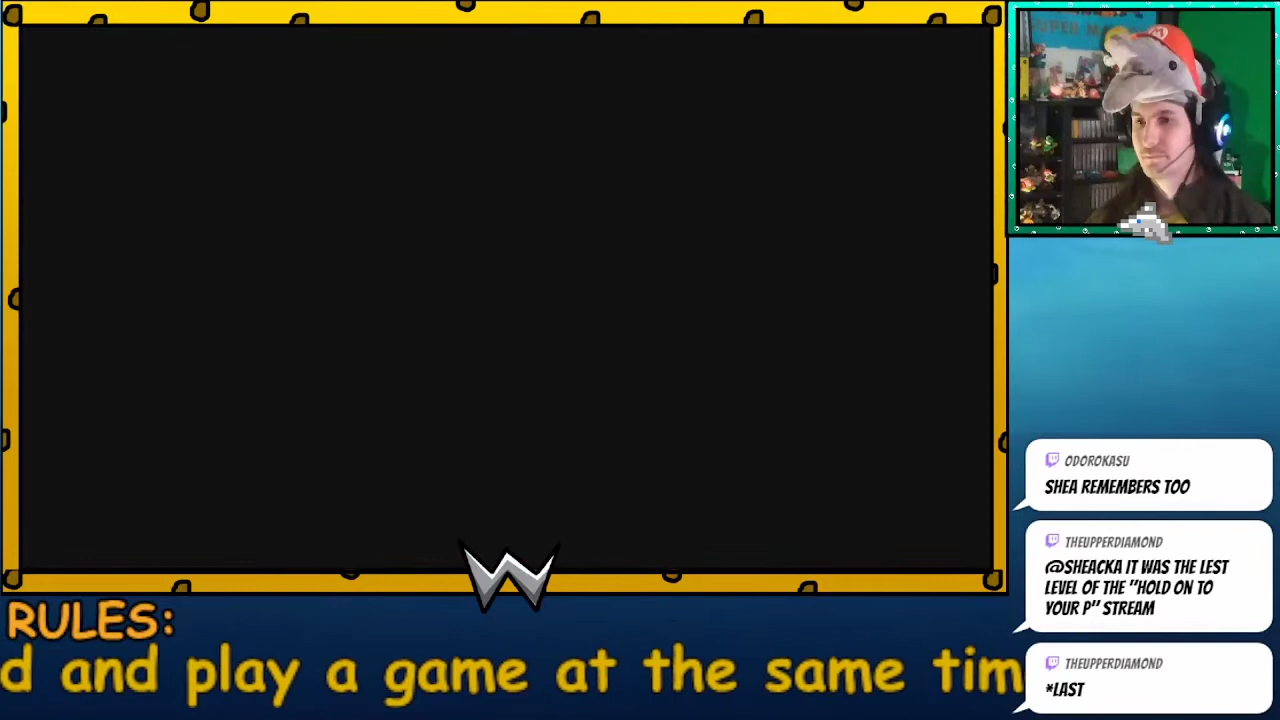 SUPER M
M
ODOROKASU
SHEA REMEMBERS TOO
THEUPPERDIAMOND
@SHEACKA IT WAS THE LEST
LEVEL OF THE "HOLD ON TO
YOUR P" STREAM
THEUPPERDIAMOND
*LAST
W
RULES:
d and play a game at the same tim